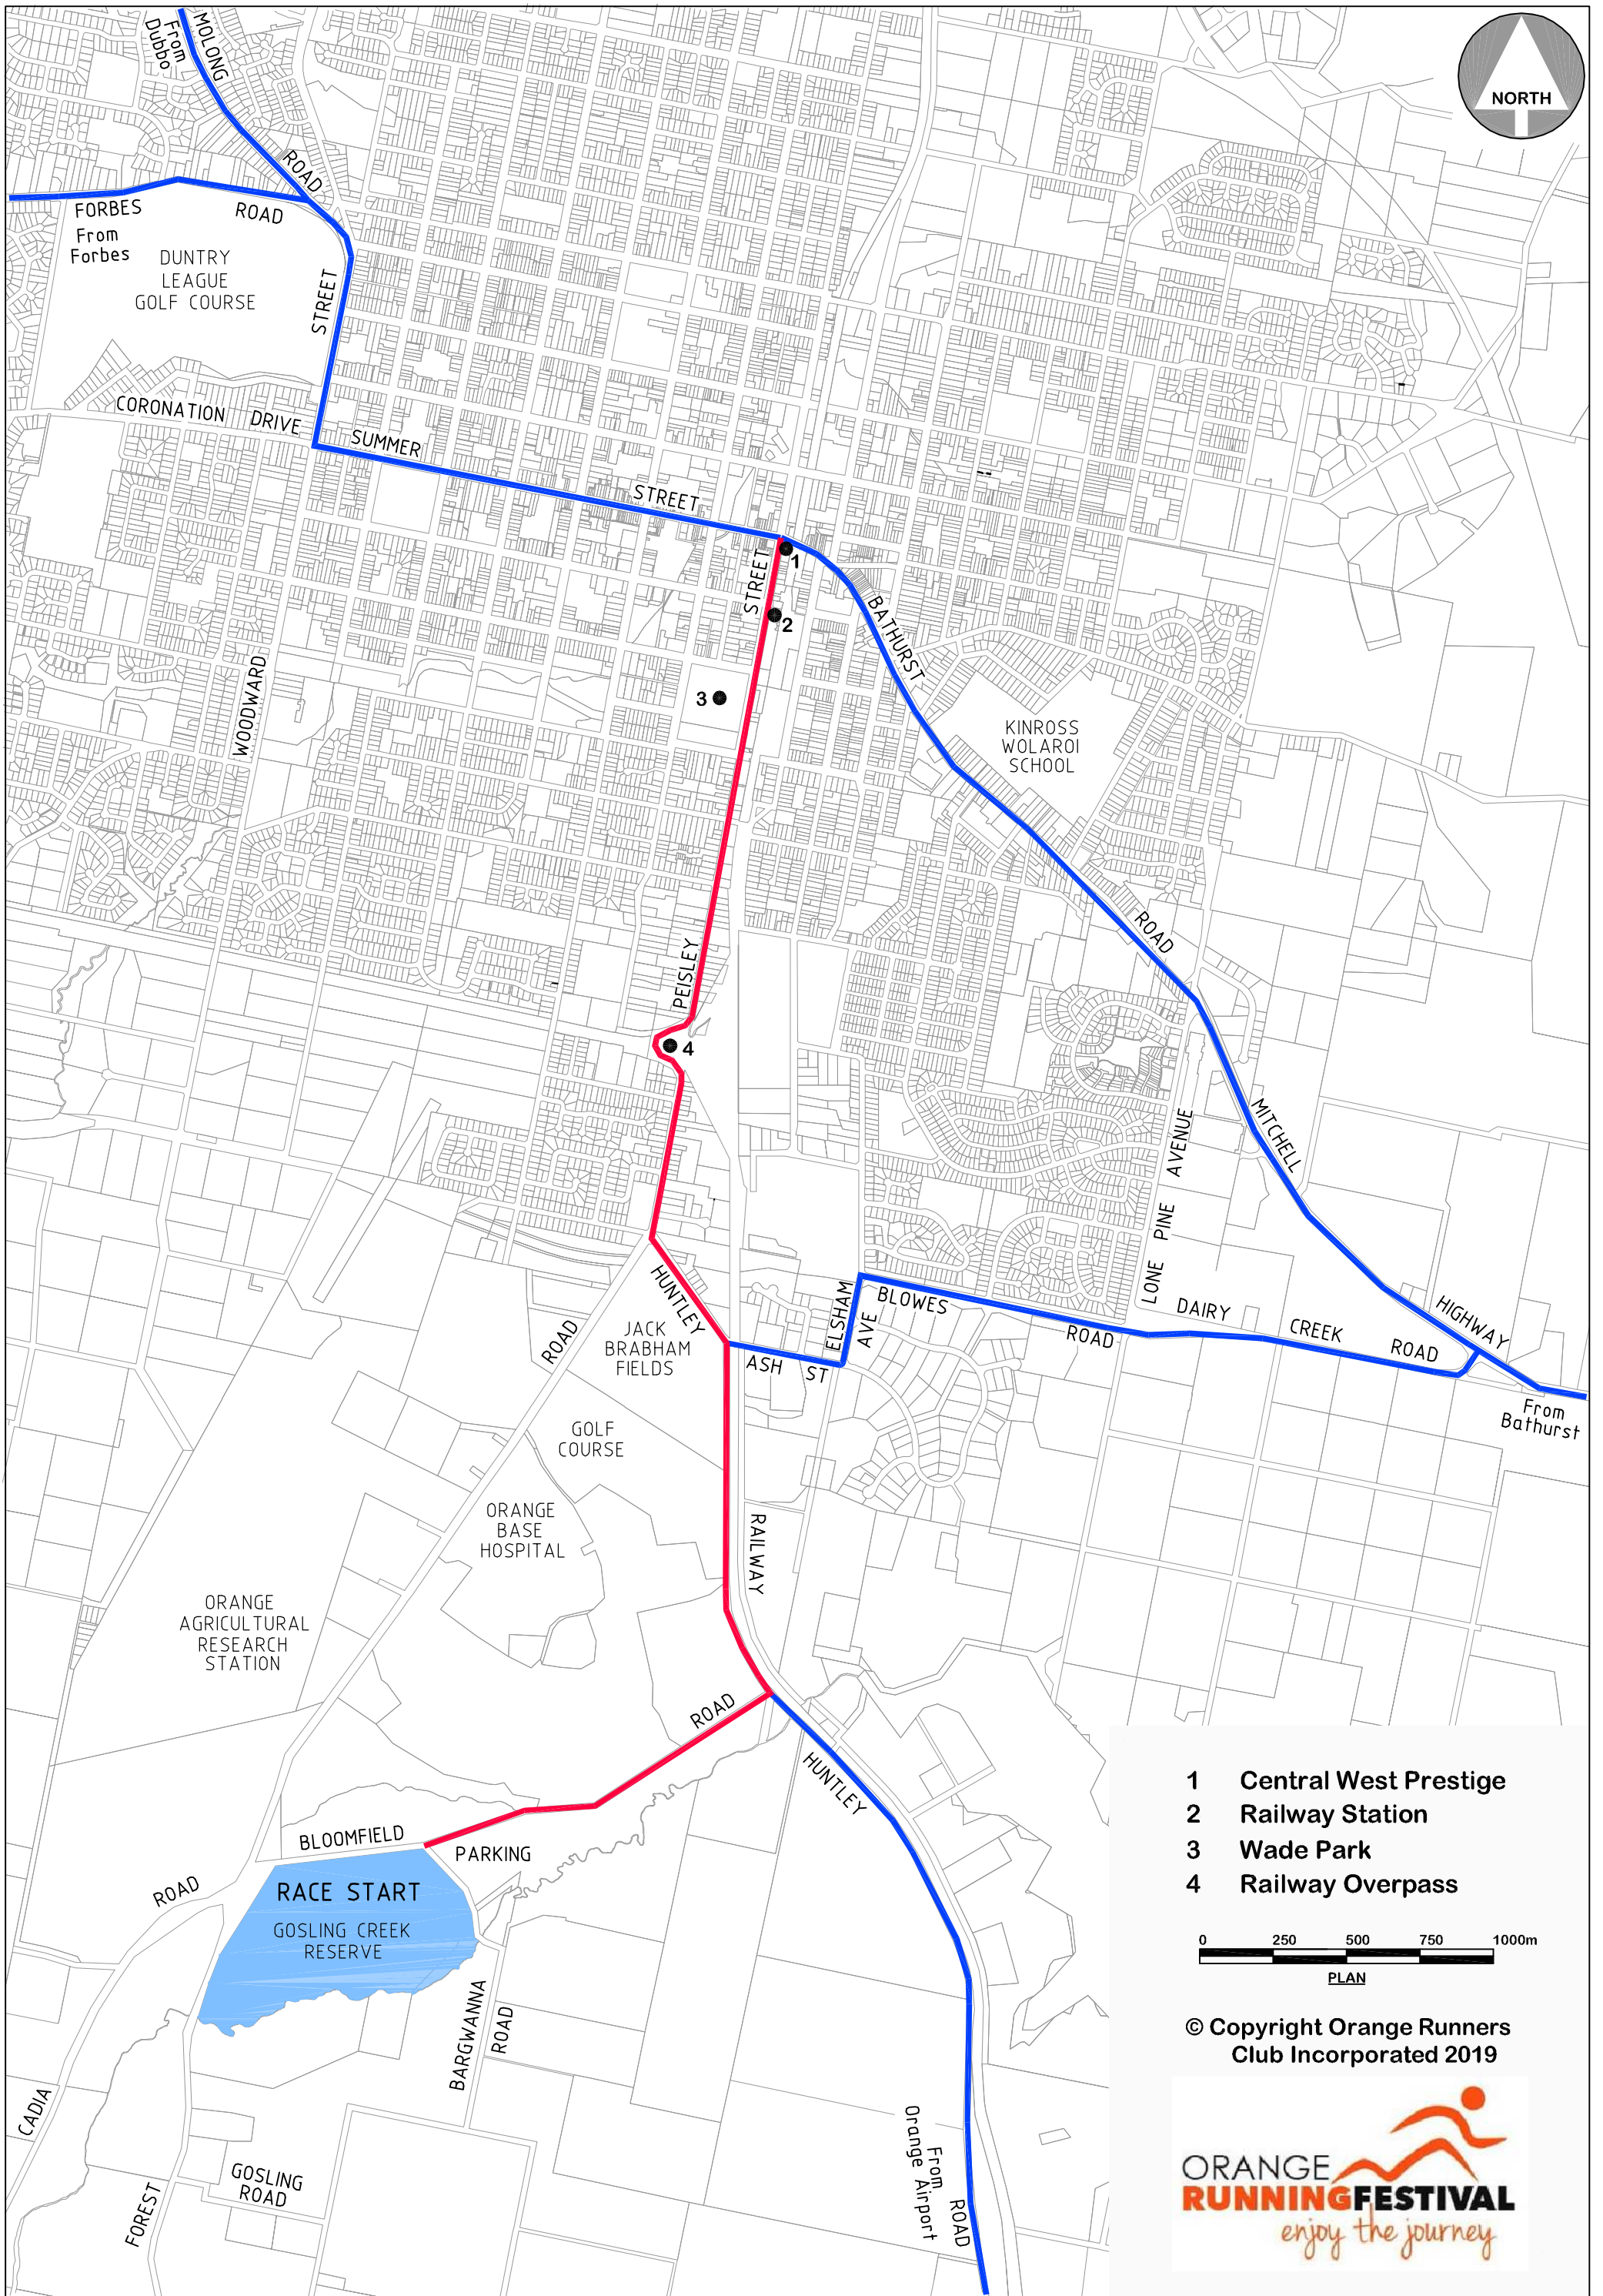 MOLONG
From
Dubbo
NORTH
ROAD
FORBES
ROAD
From
Forbes
DUNTRY
LEAGUE
GOLF COURSE
STREET
CORONATION
DRIVE
SUMMER
STREET
1
STREET
2
BATHURST
3
WOODWARD
KINROSS
WOLAROI
SCHOOL
ROAD
PEISLEY
4
MITCHELL
AVENUE
PINE
LONE
HUNTLEY
ELSHAM
AVE
BLOWES
ROAD
DAIRY
CREEK
ROAD
HIGHWAY
ROAD
JACK
BRABHAM
FIELDS
ASH
ST
From
Bathurst
GOLF
COURSE
ORANGE
BASE
HOSPITAL
RAILWAY
ORANGE
AGRICULTURAL
RESEARCH
STATION
ROAD
HUNTLEY
BLOOMFIELD
PARKING
ROAD
RACE START
GOSLING CREEK
RESERVE
BARGWANNA
ROAD
CADIA
FOREST
GOSLING
ROAD
From
Orange Airport
ROAD
1 Central West Prestige
2 Railway Station
3 Wade Park
4 Railway Overpass
0 250 500 750 1000m
PLAN
© Copyright Orange Runners
Club Incorporated 2019
ORANGE
RUNNINGFESTIVAL
enjoy the journey